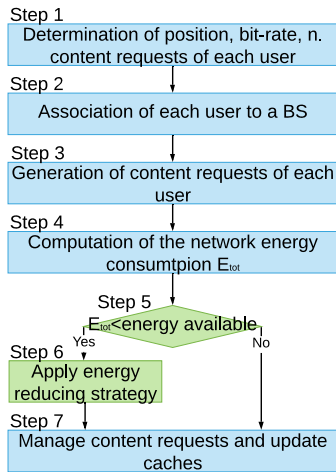 Step 1
Determination of position, bit-rate, n.
content requests of each user
Step 2
Association of each user to a BS
Step 3
Generation of content requests of each
user
Step 4
Computation of the network energy
consumtpion Etot
Step 5
Etot<energy available
Yes
No
Step 6
Apply energy
reducing strategy
Step 7
Manage content requests and update
caches